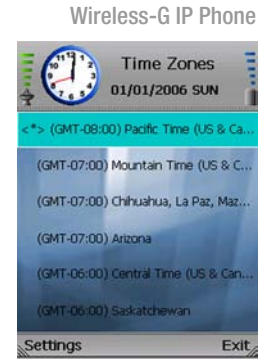 Wireless-G IP Phone
Time Zones
01/01/2006 SUN
<*> (GMT-08:00) Pacific Time (US & Ca...
(GMT-07:00) Mountain Time (US & C...
(GMT-07:00) Chihuahua, La Paz, Maz...
(GMT-07:00) Arizona
(GMT-06:00) Central Time (US & Can...
(GMT-06:00) Saskatchewan
Settings Exit